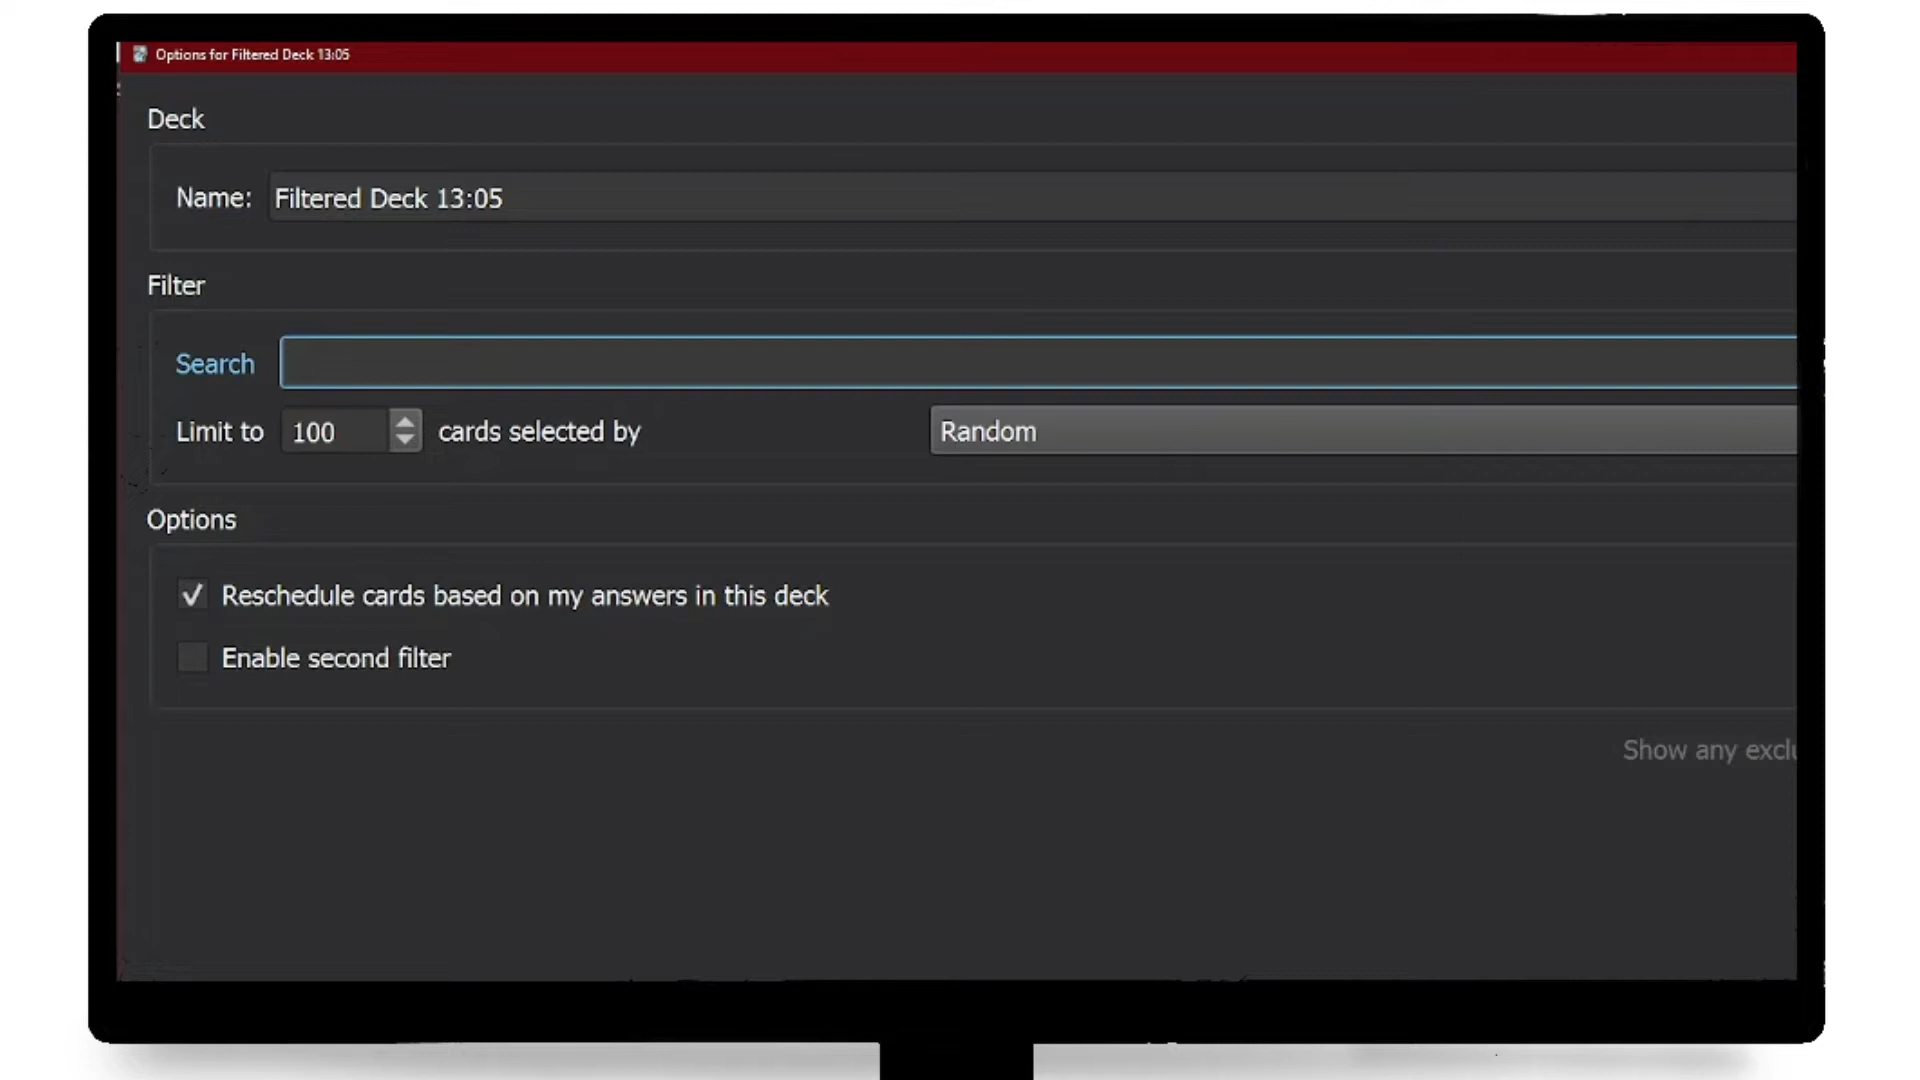 Options for Filtered Deck 13:05
Deck
Name: Filtered Deck 13:05
Filter
Search
Limit to 100 cards selected by Random
Options
Reschedule cards based on my answers in this deck
Enable second filter
Show any